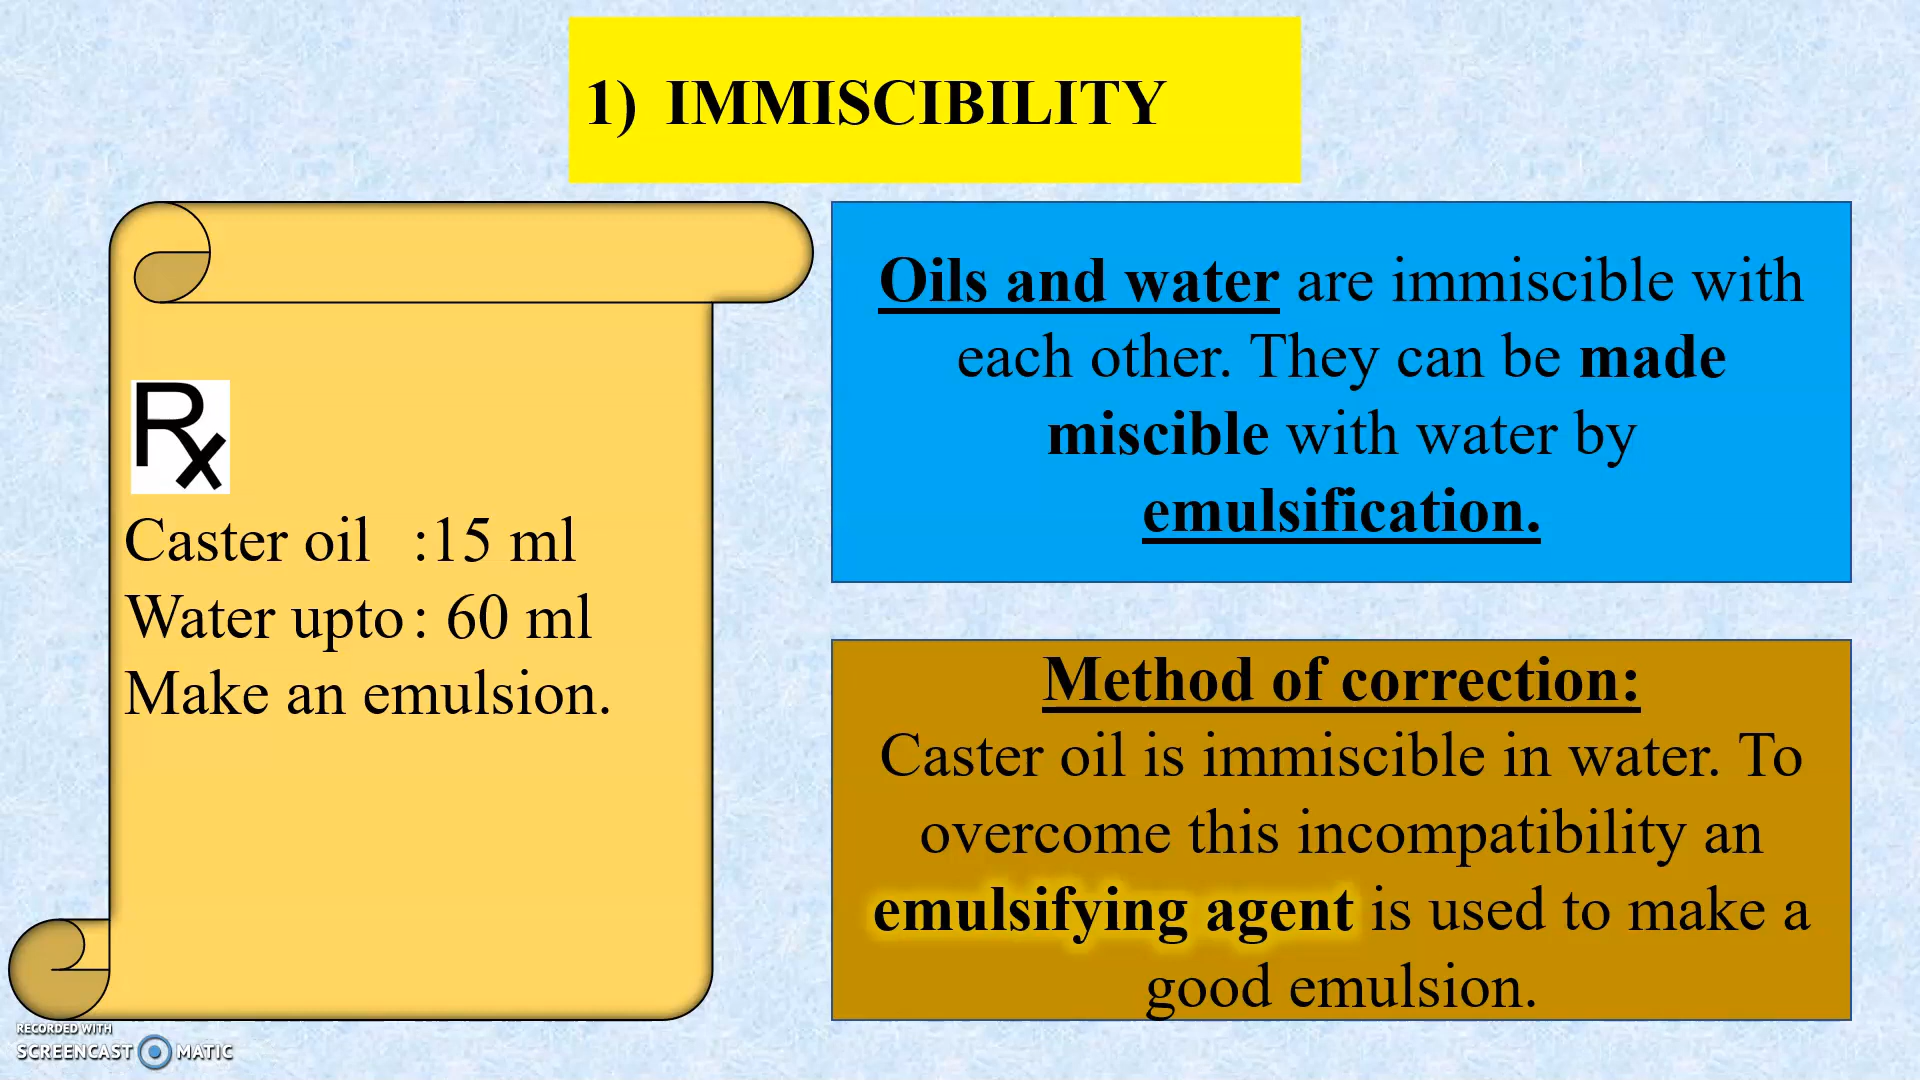 1) IMMISCIBILITY
Rx
Caster oil :15 ml
Water upto : 60 ml
Make an emulsion.
Oils and water are immiscible with
each other. They can be made
miscible with water by
emulsification.
Method of correction:
Caster oil is immiscible in water. To
overcome this incompatibility an
emulsifying agent is used to make a
good emulsion.
RECORDED WITH
SCREENCAST MATIC